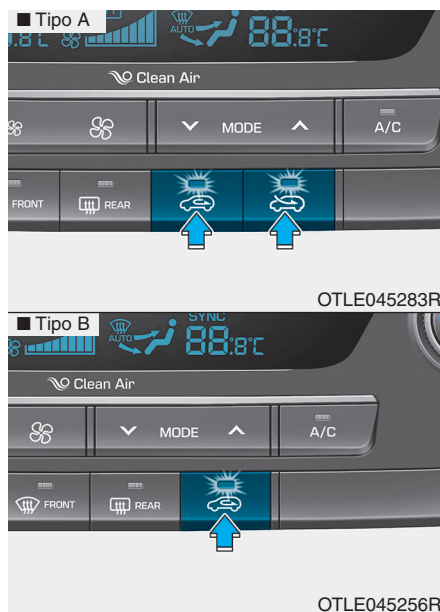 ■ Tipo A
AUTO
88:8°C
Clean Air
MODE
A/C
FRONT
REAR
OTLE045283R
■ Tipo B
SYNC
AUTO
88:8°C
Clean Air
MODE
A/C
FRONT
REAR
OTLE045256R